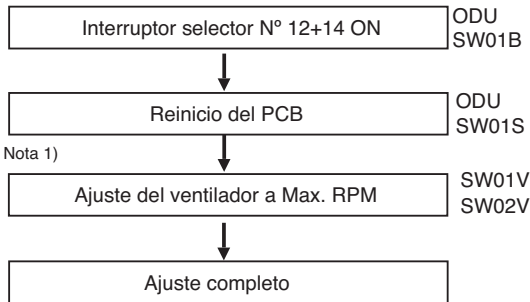 Interruptor selector Nº 12+14 ON
ODU
SW01B
Reinicio del PCB
ODU
SW01S
Nota 1)
Ajuste del ventilador a Max. RPM
SW01V
SW02V
Ajuste completo